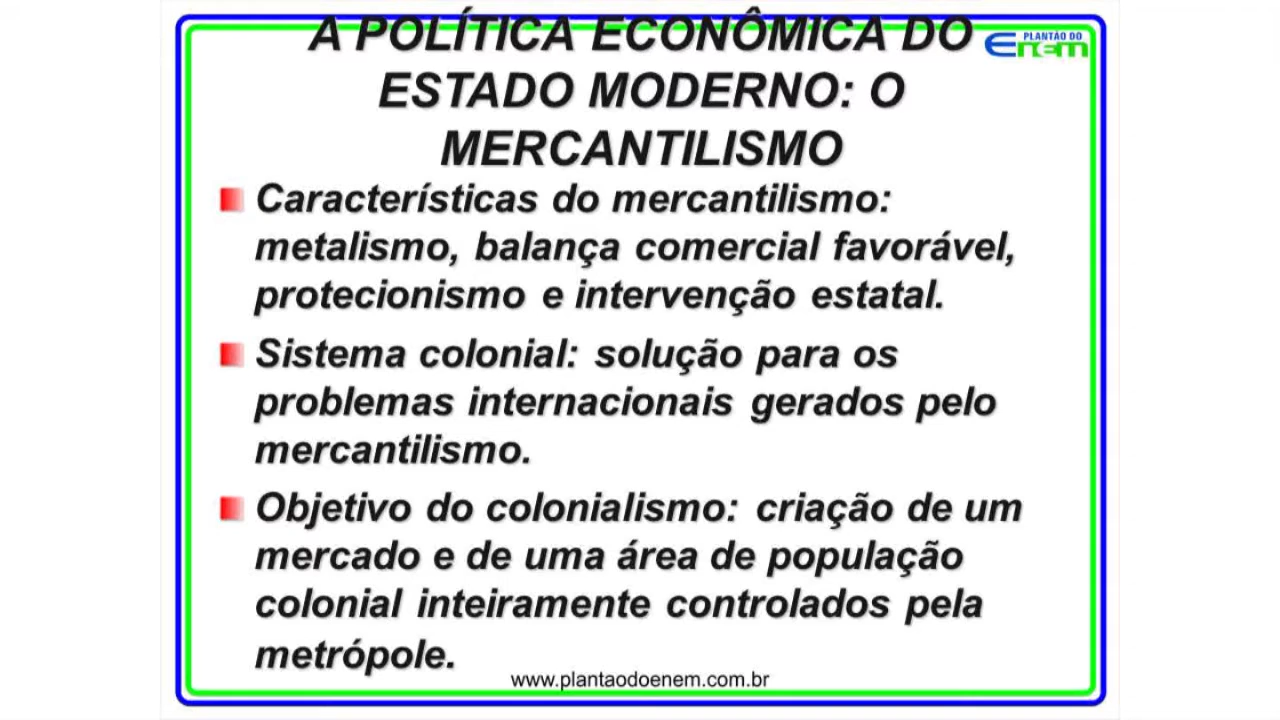 A POLÍTICA ECONÔMICA DO
ESTADO MODERNO: O
MERCANTILISMO
PLANTÃO DO
Enem
Características do mercantilismo:
metalismo, balança comercial favorável,
protecionismo e intervenção estatal.
Sistema colonial: solução para os
problemas internacionais gerados pelo
mercantilismo.
Objetivo do colonialismo: criação de um
mercado e de uma área de população
colonial inteiramente controlados pela
metrópole.
www.plantaodoenem.com.br